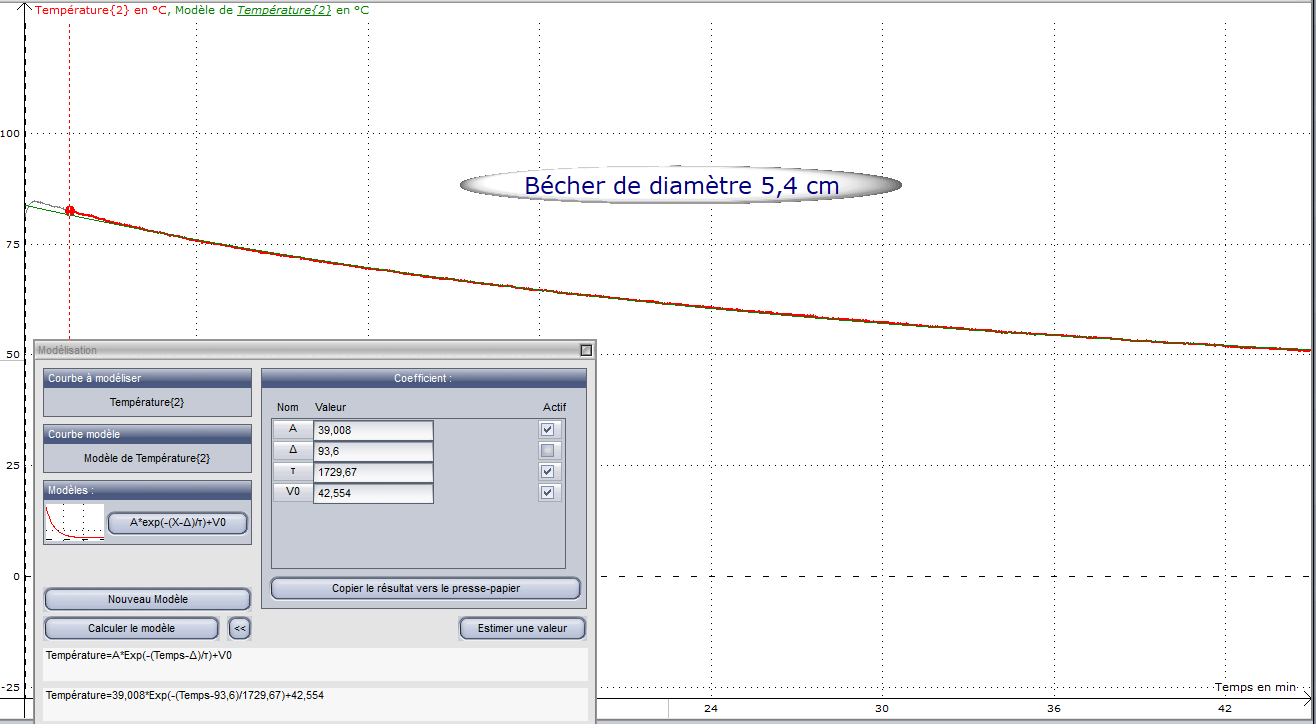 Température{2} en °C, Modèle de Température{2} en °C
100
Bécher de diamètre 5,4 cm
75
50
25
0
-25
Temps en min
24 30 36 42
Modélisation
Courbe à modéliser
Température{2}
Courbe modèle
Modèle de Température{2}
Modèles :
A*exp(-(X-Δ)/τ)+V0
Coefficient :
Nom Valeur Actif
A 39,008
Δ 93,6
τ 1729,67
V0 42,554
Copier le résultat vers le presse-papier
Nouveau Modèle
Calculer le modèle << Estimer une valeur
Température=A*Exp(-(Temps-Δ)/τ)+V0
Température=39,008*Exp(-(Temps-93,6)/1729,67)+42,554